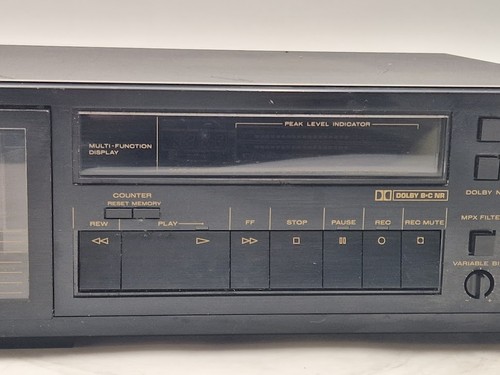 PEAK LEVEL INDICATOR
MULTI-FUNCTION
DISPLAY
DOLBY B-C NR
COUNTER
RESET MEMORY
DOLBY N
REW PLAY FF STOP PAUSE REC REC MUTE
MPX FILTE
VARIABLE BI